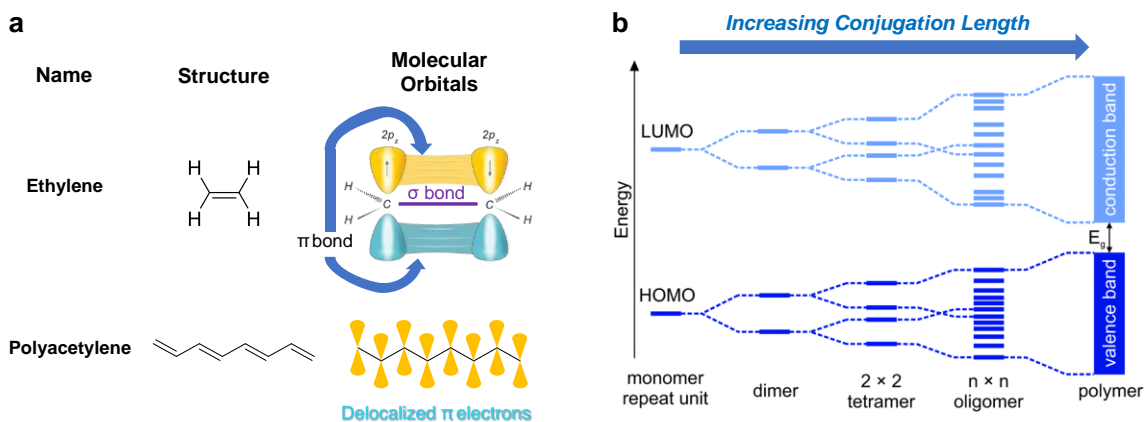 a
Name
Structure
Molecular
Orbitals
Ethylene
H
H
H
H
2pz
2pz
H
H
C
σ bond
C
H
H
π bond
Polyacetylene
Delocalized π electrons
b
Increasing Conjugation Length
Energy
LUMO
HOMO
conduction band
Eg
valence band
monomer
repeat unit
dimer
2 × 2
tetramer
n × n
oligomer
polymer